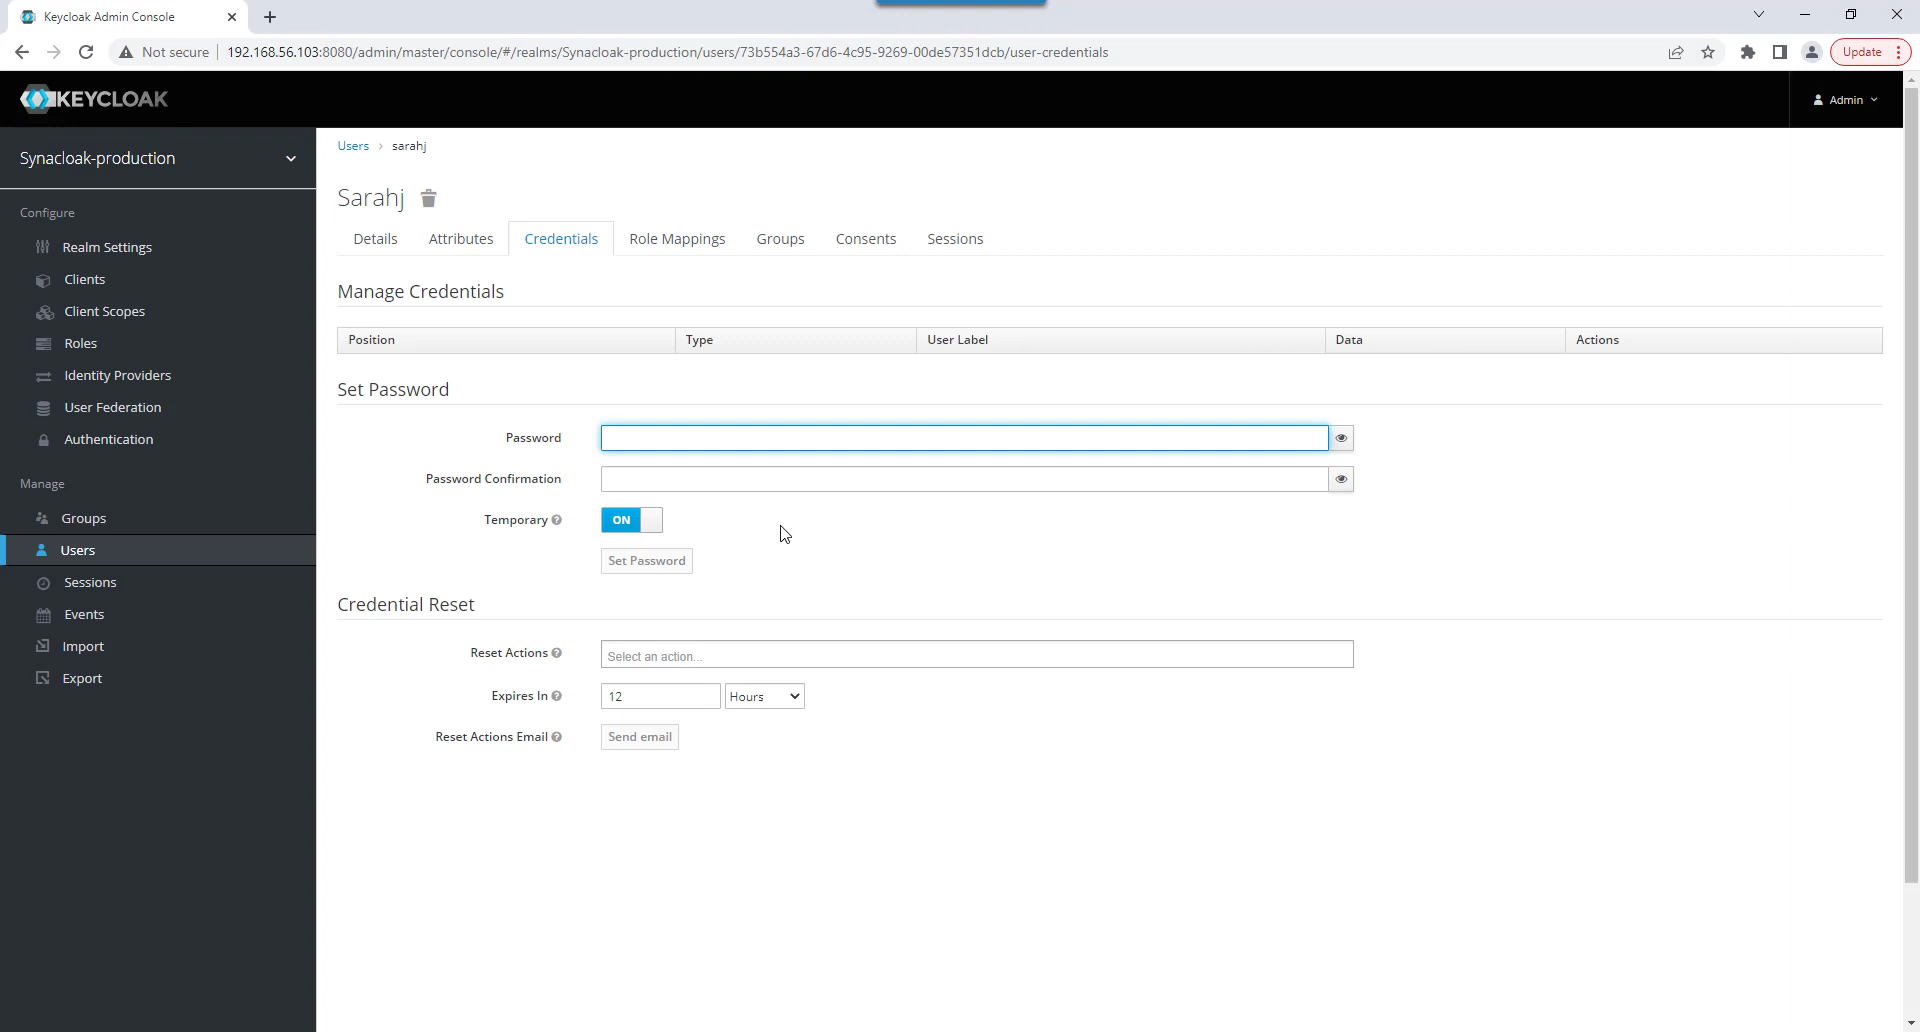 Keycloak Admin Console
Not secure 192.168.56.103:8080/admin/master/console/#/realms/Synacloak-production/users/73b554a3-67d6-4c95-9269-00de57351dcb/user-credentials Update
KEYCLOAK Admin
Synacloak-production
Configure
Realm Settings
Clients
Client Scopes
Roles
Identity Providers
User Federation
Authentication
Manage
Groups
Users
Sessions
Events
Import
Export
Users > sarahj
Sarahj
Details Attributes Credentials Role Mappings Groups Consents Sessions
Manage Credentials
Position Type User Label Data Actions
Set Password
Password
Password Confirmation
Temporary ON
Set Password
Credential Reset
Reset Actions Select an action...
Expires In 12 Hours
Reset Actions Email Send email